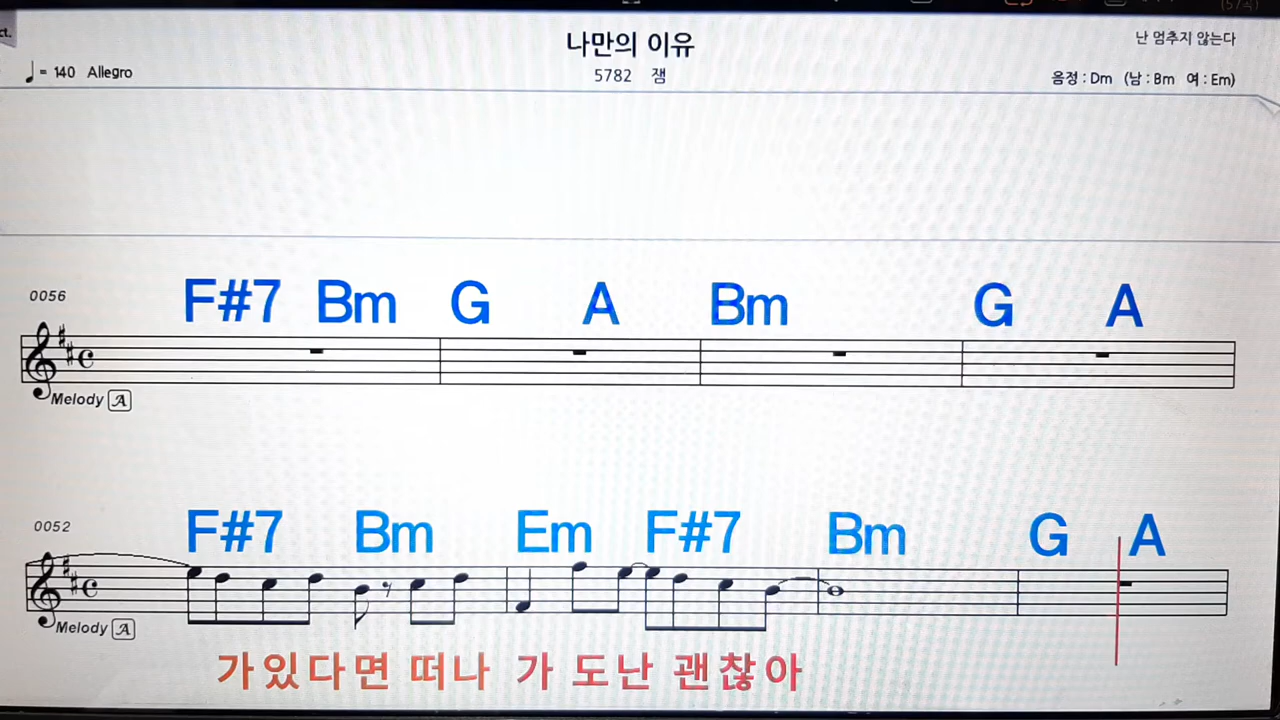 ct.
나만의 이유
난 멈추지 않는다
♩= 140 Allegro
5782 잼
음정 : Dm (남 : Bm 여 : Em)
0056
F#7 Bm G A Bm G A
Melody A
0052
F#7 Bm Em F#7 Bm G A
Melody A
가있다면 떠나 가 도난 괜찮아